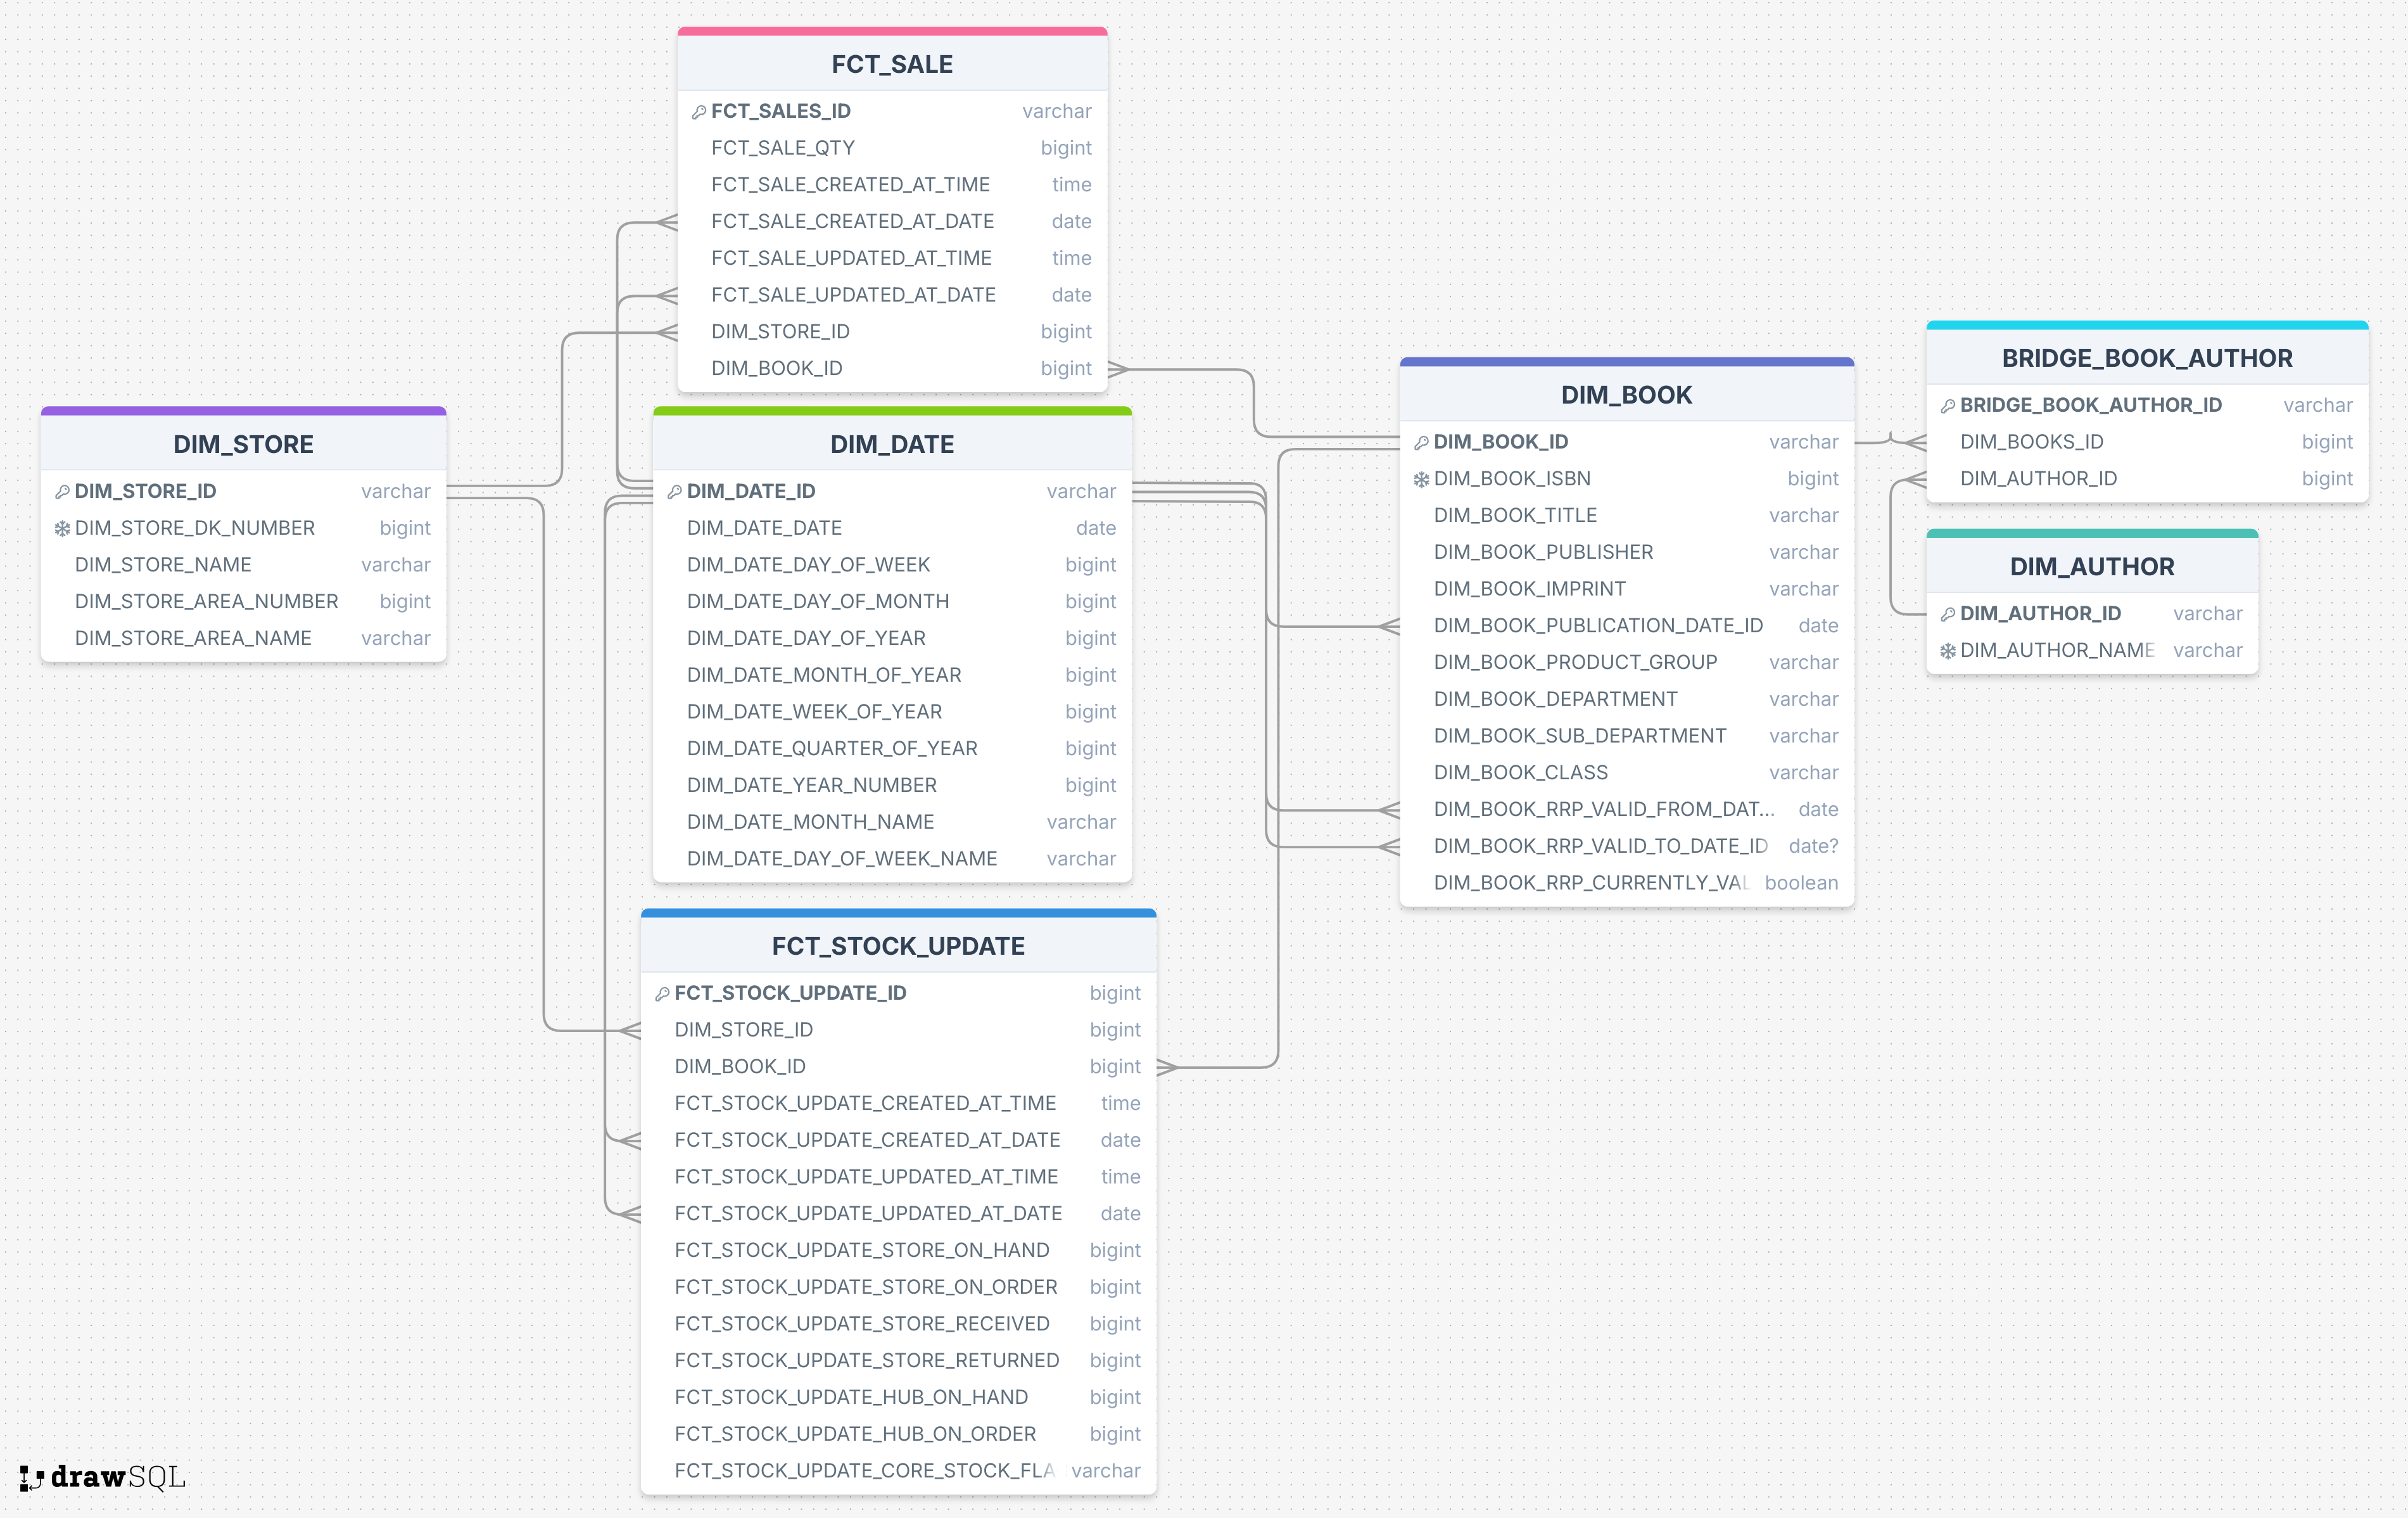 FCT_SALE
FCT_SALES_ID varchar
FCT_SALE_QTY bigint
FCT_SALE_CREATED_AT_TIME time
FCT_SALE_CREATED_AT_DATE date
FCT_SALE_UPDATED_AT_TIME time
FCT_SALE_UPDATED_AT_DATE date
DIM_STORE_ID bigint
DIM_BOOK_ID bigint
DIM_STORE
DIM_STORE_ID varchar
DIM_STORE_DK_NUMBER bigint
DIM_STORE_NAME varchar
DIM_STORE_AREA_NUMBER bigint
DIM_STORE_AREA_NAME varchar
DIM_DATE
DIM_DATE_ID varchar
DIM_DATE_DATE date
DIM_DATE_DAY_OF_WEEK bigint
DIM_DATE_DAY_OF_MONTH bigint
DIM_DATE_DAY_OF_YEAR bigint
DIM_DATE_MONTH_OF_YEAR bigint
DIM_DATE_WEEK_OF_YEAR bigint
DIM_DATE_QUARTER_OF_YEAR bigint
DIM_DATE_YEAR_NUMBER bigint
DIM_DATE_MONTH_NAME varchar
DIM_DATE_DAY_OF_WEEK_NAME varchar
DIM_BOOK
DIM_BOOK_ID varchar
DIM_BOOK_ISBN bigint
DIM_BOOK_TITLE varchar
DIM_BOOK_PUBLISHER varchar
DIM_BOOK_IMPRINT varchar
DIM_BOOK_PUBLICATION_DATE_ID date
DIM_BOOK_PRODUCT_GROUP varchar
DIM_BOOK_DEPARTMENT varchar
DIM_BOOK_SUB_DEPARTMENT varchar
DIM_BOOK_CLASS varchar
DIM_BOOK_RRP_VALID_FROM_DAT... date
DIM_BOOK_RRP_VALID_TO_DATE_ID date?
DIM_BOOK_RRP_CURRENTLY_VAL boolean
BRIDGE_BOOK_AUTHOR
BRIDGE_BOOK_AUTHOR_ID varchar
DIM_BOOKS_ID bigint
DIM_AUTHOR_ID bigint
DIM_AUTHOR
DIM_AUTHOR_ID varchar
DIM_AUTHOR_NAME varchar
FCT_STOCK_UPDATE
FCT_STOCK_UPDATE_ID bigint
DIM_STORE_ID bigint
DIM_BOOK_ID bigint
FCT_STOCK_UPDATE_CREATED_AT_TIME time
FCT_STOCK_UPDATE_CREATED_AT_DATE date
FCT_STOCK_UPDATE_UPDATED_AT_TIME time
FCT_STOCK_UPDATE_UPDATED_AT_DATE date
FCT_STOCK_UPDATE_STORE_ON_HAND bigint
FCT_STOCK_UPDATE_STORE_ON_ORDER bigint
FCT_STOCK_UPDATE_STORE_RECEIVED bigint
FCT_STOCK_UPDATE_STORE_RETURNED bigint
FCT_STOCK_UPDATE_HUB_ON_HAND bigint
FCT_STOCK_UPDATE_HUB_ON_ORDER bigint
FCT_STOCK_UPDATE_CORE_STOCK_FLA varchar
drawSQL